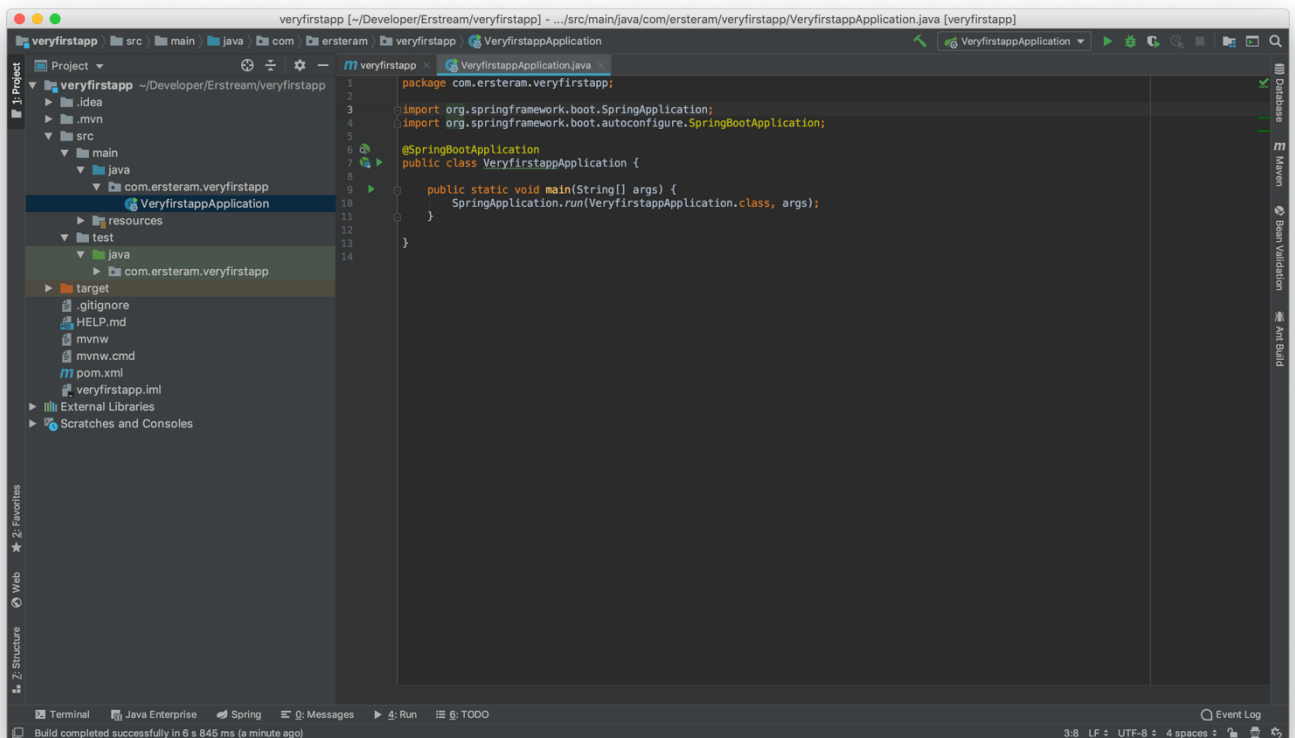 veryfirstapp [~/Developer/Erstream/veryfirstapp] - .../src/main/java/com/ersteram/veryfirstapp/VeryfirstappApplication.java [veryfirstapp]
veryfirstapp src main java com ersteram veryfirstapp VeryfirstappApplication
VeryfirstappApplication
1: Project
Project
veryfirstapp ~/Developer/Erstream/veryfirstapp
.idea
.mvn
src
main
java
com.ersteram.veryfirstapp
VeryfirstappApplication
resources
test
java
com.ersteram.veryfirstapp
target
.gitignore
HELP.md
mvnw
mvnw.cmd
pom.xml
veryfirstapp.iml
External Libraries
Scratches and Consoles
2: Favorites
Web
Z: Structure
veryfirstapp VeryfirstappApplication.java
1 package com.ersteram.veryfirstapp;
2
3 import org.springframework.boot.SpringApplication;
4 import org.springframework.boot.autoconfigure.SpringBootApplication;
5
6 @SpringBootApplication
7 public class VeryfirstappApplication {
8
9 public static void main(String[] args) {
10 SpringApplication.run(VeryfirstappApplication.class, args);
11 }
12
13 }
14
Database
Maven
Bean Validation
Ant Build
Terminal Java Enterprise Spring 0: Messages 4: Run 6: TODO Event Log
Build completed successfully in 6 s 845 ms (a minute ago) 3:8 LF UTF-8 4 spaces